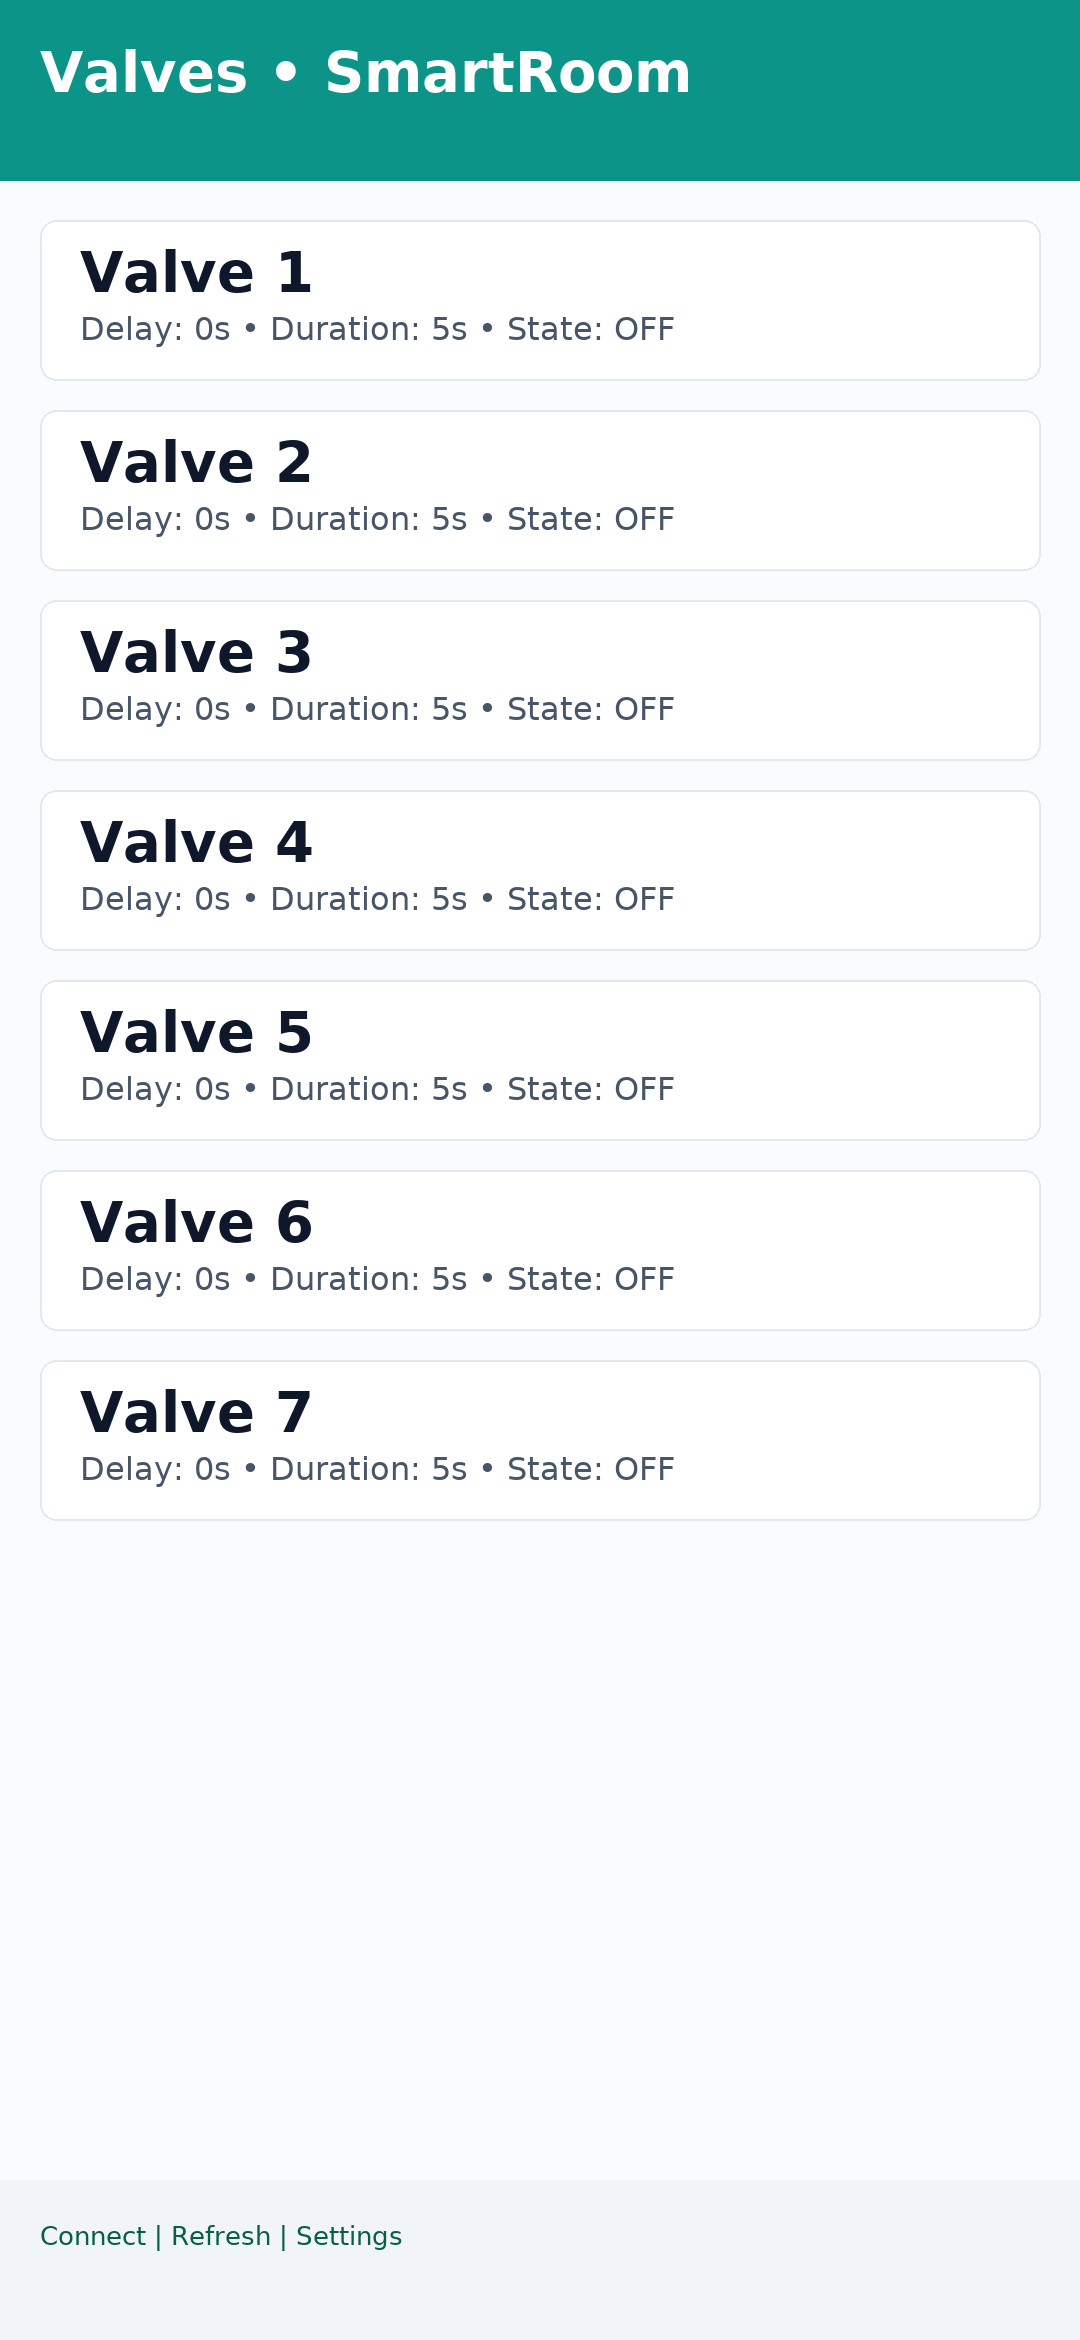 Valves • SmartRoom
Valve 1
Delay: 0s • Duration: 5s • State: OFF
Valve 2
Delay: 0s • Duration: 5s • State: OFF
Valve 3
Delay: 0s • Duration: 5s • State: OFF
Valve 4
Delay: 0s • Duration: 5s • State: OFF
Valve 5
Delay: 0s • Duration: 5s • State: OFF
Valve 6
Delay: 0s • Duration: 5s • State: OFF
Valve 7
Delay: 0s • Duration: 5s • State: OFF
Connect | Refresh | Settings